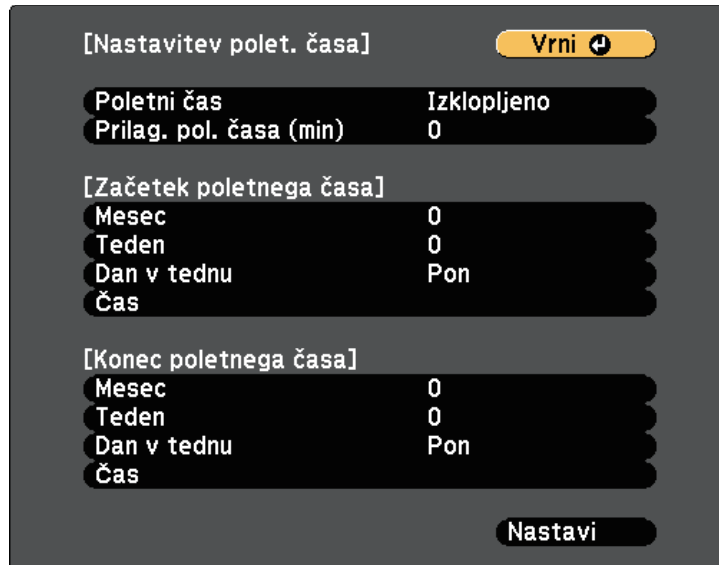 [Nastavitev polet. časa] Vrni
Poletni čas Izklopljeno
Prilag. pol. časa (min) 0
[Začetek poletnega časa]
Mesec 0
Teden 0
Dan v tednu Pon
Čas
[Konec poletnega časa]
Mesec 0
Teden 0
Dan v tednu Pon
Čas
Nastavi